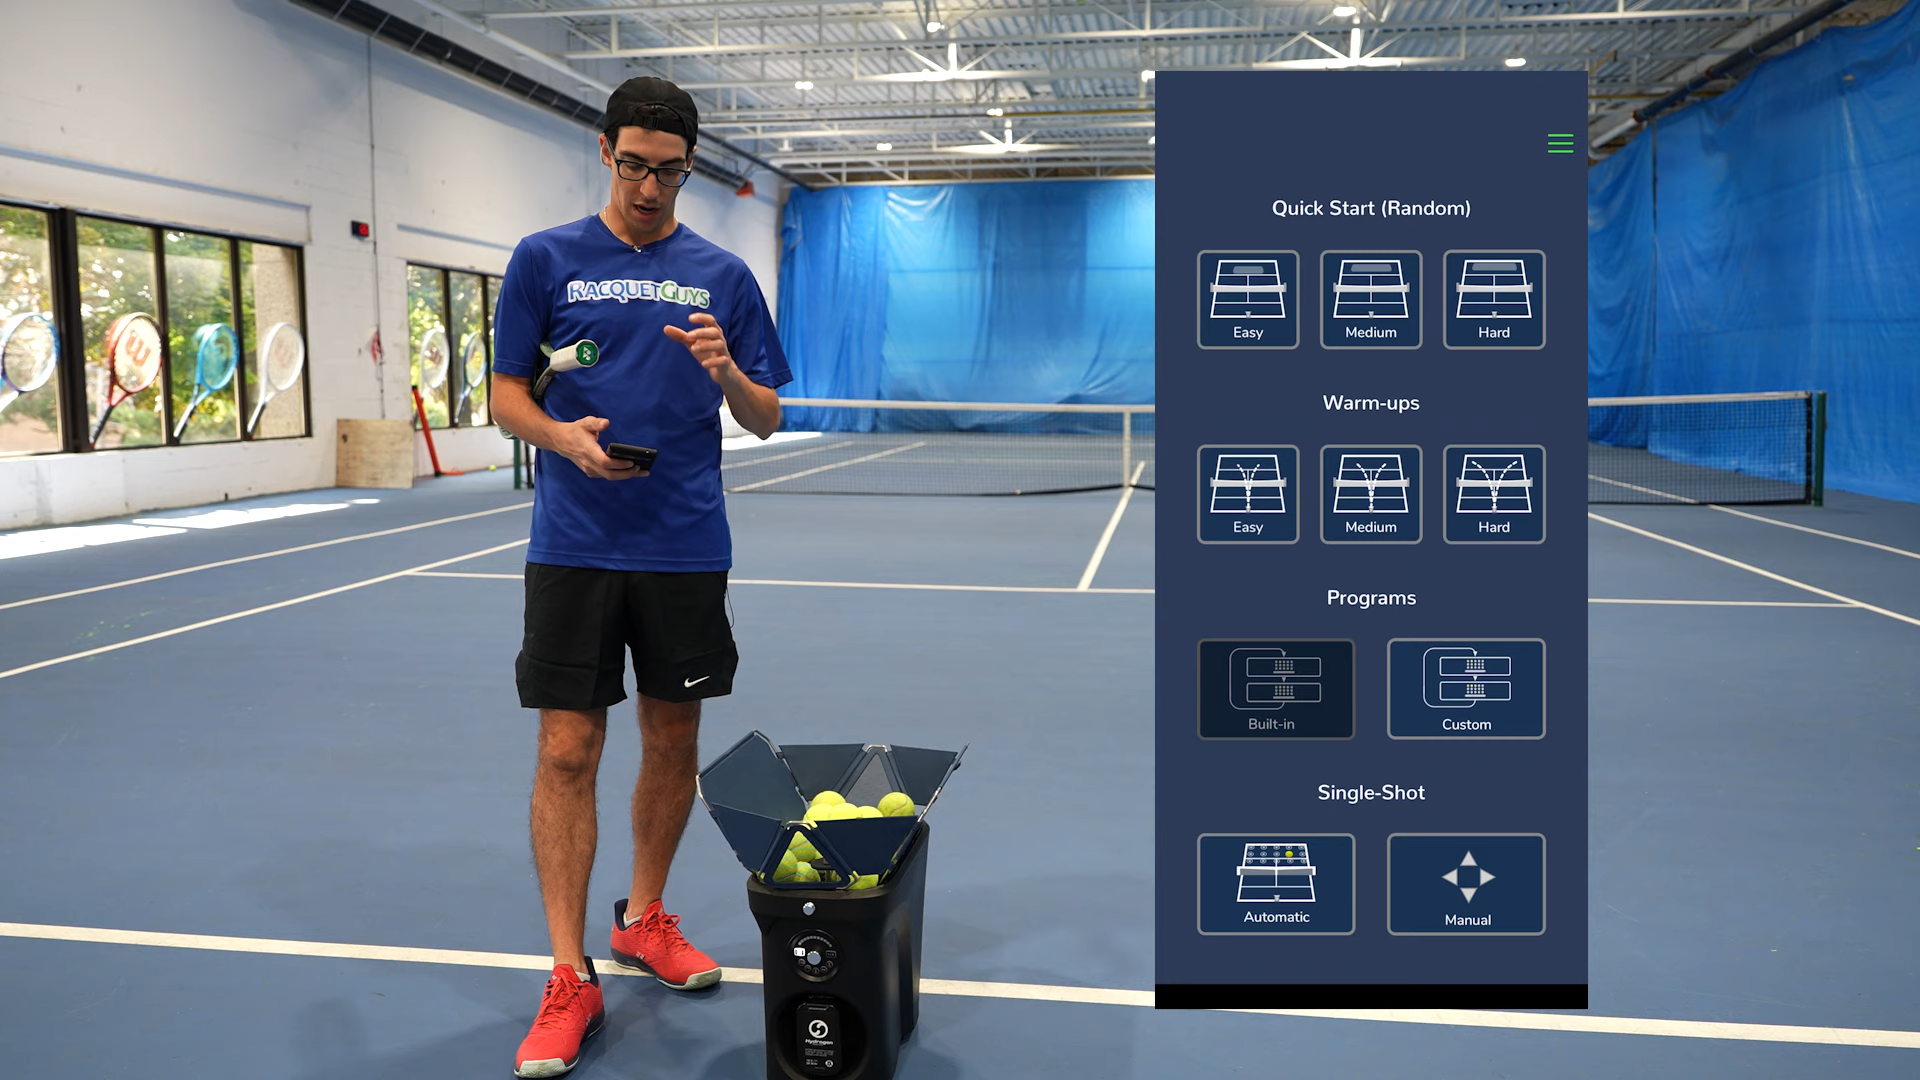 RACQUETGUYS
Quick Start (Random)
Easy
Medium
Hard
Warm-ups
Easy
Medium
Hard
Programs
Built-in
Custom
Single-Shot
Automatic
Manual
Hydrogen